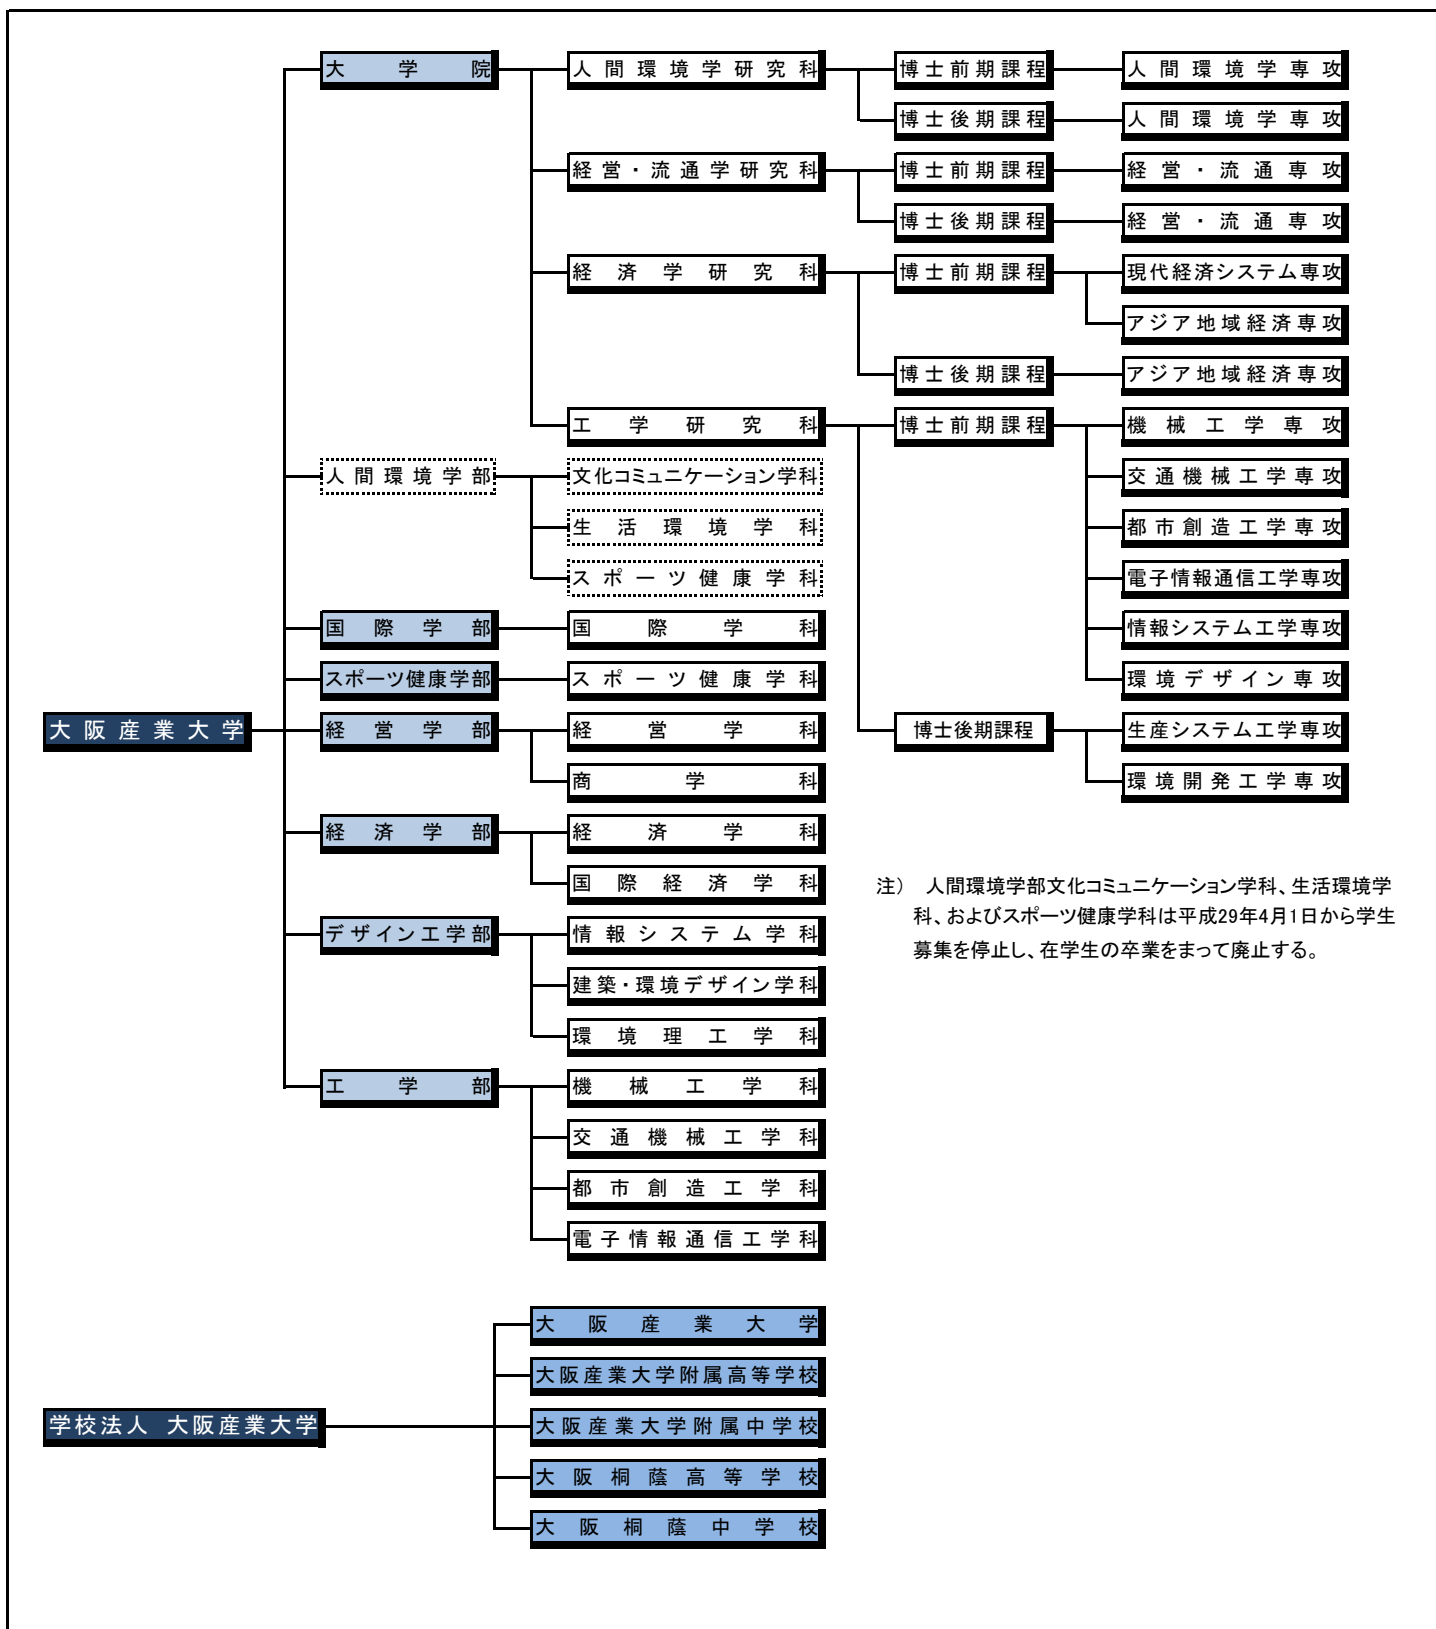 大学院
人間環境学研究科
博士前期課程
人間環境学専攻
博士後期課程
人間環境学専攻
経営・流通学研究科
博士前期課程
経営・流通専攻
博士後期課程
経営・流通専攻
経済学研究科
博士前期課程
現代経済システム専攻
アジア地域経済専攻
博士後期課程
アジア地域経済専攻
工学研究科
博士前期課程
機械工学専攻
交通機械工学専攻
都市創造工学専攻
電子情報通信工学専攻
情報システム工学専攻
環境デザイン専攻
博士後期課程
生産システム工学専攻
環境開発工学専攻
人間環境学部
文化コミュニケーション学科
生活環境学科
スポーツ健康学科
国際学部
国際学科
スポーツ健康学部
スポーツ健康学科
大阪産業大学
経営学部
経営学科
商学科
経済学部
経済学科
国際経済学科
デザイン工学部
情報システム学科
建築・環境デザイン学科
環境理工学科
工学部
機械工学科
交通機械工学科
都市創造工学科
電子情報通信工学科
注） 人間環境学部文化コミュニケーション学科、生活環境学
科、およびスポーツ健康学科は平成29年4月1日から学生
募集を停止し、在学生の卒業をまって廃止する。
学校法人 大阪産業大学
大阪産業大学
大阪産業大学附属高等学校
大阪産業大学附属中学校
大阪桐蔭高等学校
大阪桐蔭中学校